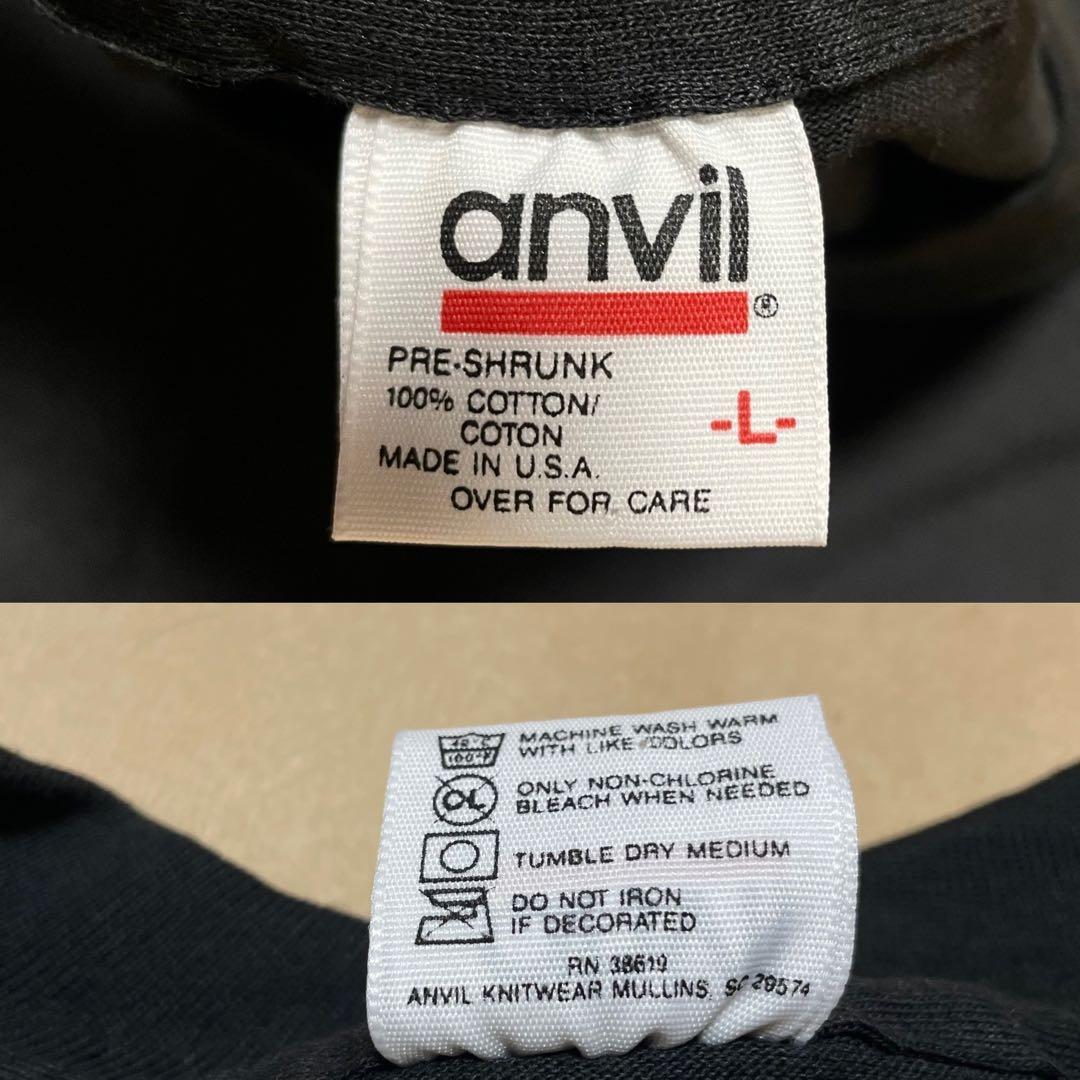 anvil
®
PRE-SHRUNK
100% COTTON/
COTON
-L-
MADE IN U.S.A.
OVER FOR CARE
MACHINE WASH WARM
WITH LIKE COLORS
ONLY NON-CHLORINE
BLEACH WHEN NEEDED
CL
TUMBLE DRY MEDIUM
DO NOT IRON
IF DECORATED
RN 38619
ANVIL KNITWEAR MULLINS, SC 29574